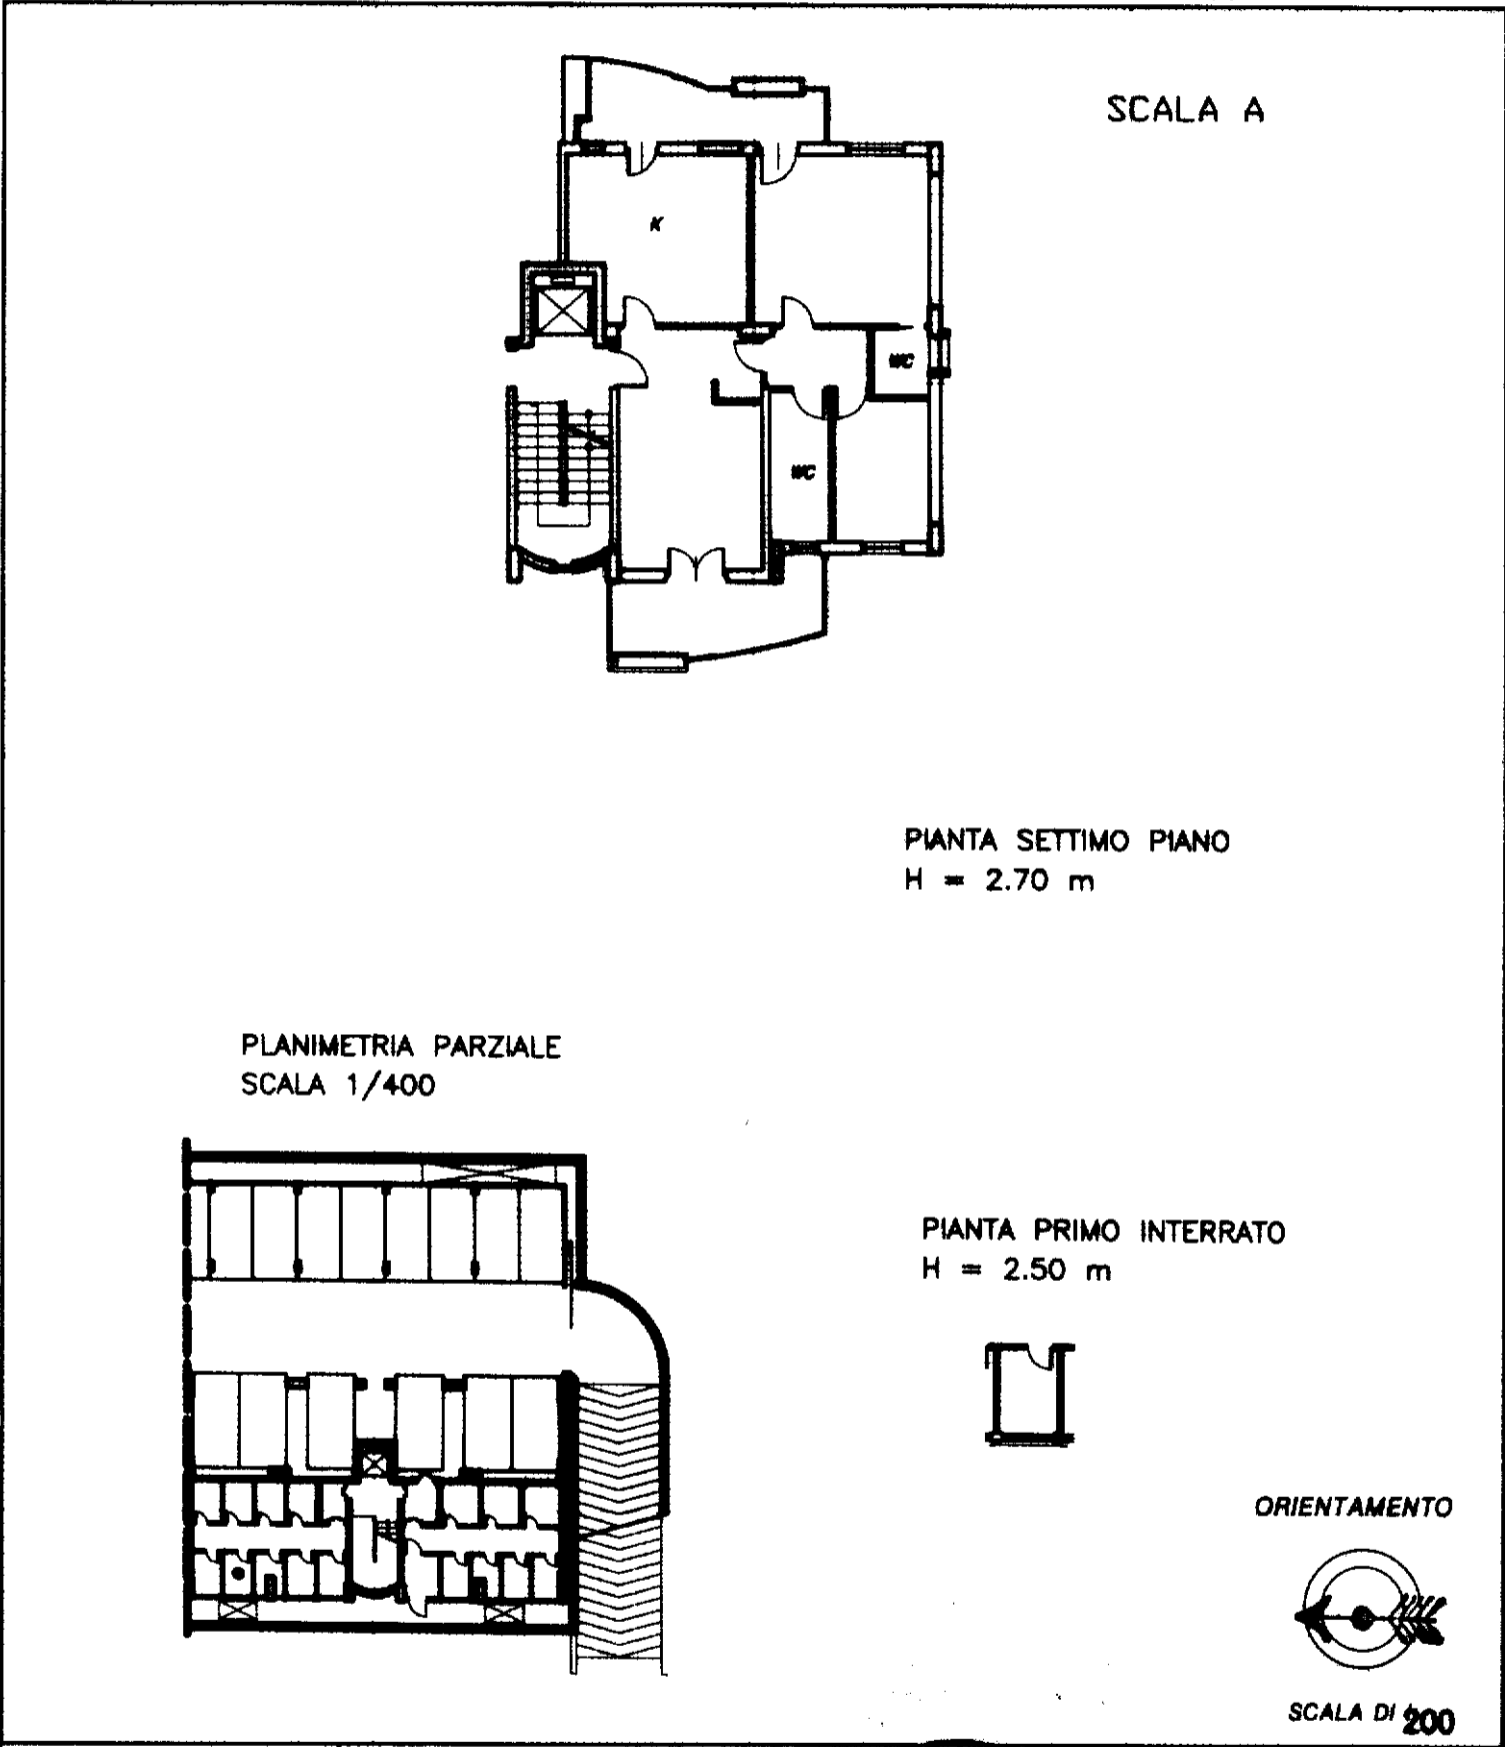 SCALA A
K
WC
WC
PIANTA SETTIMO PIANO
H = 2.70 m
PLANIMETRIA PARZIALE
SCALA 1/400
PIANTA PRIMO INTERRATO
H = 2.50 m
ORIENTAMENTO
SCALA DI 200